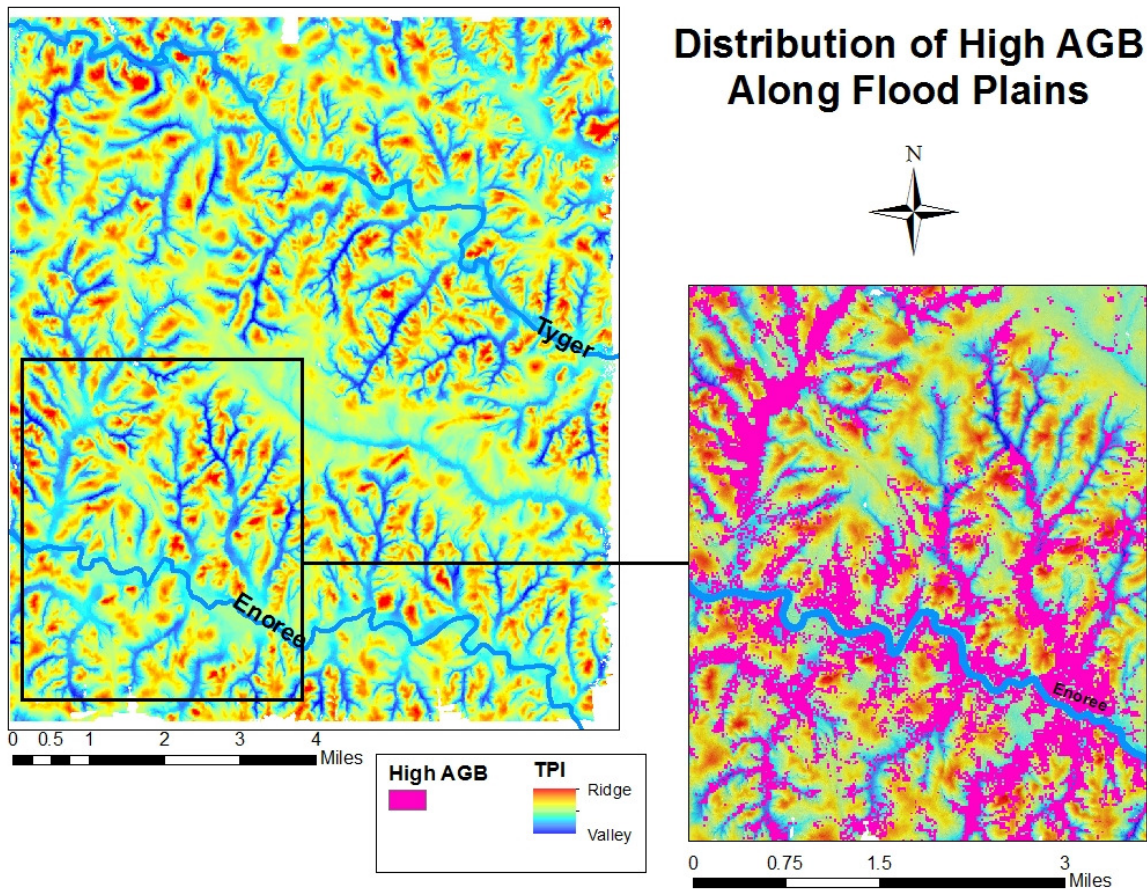 Distribution of High AGB
Along Flood Plains
N
Tyger
Enoree
0 0.5 1 2 3 4
Miles
High AGB
TPI
Ridge
Valley
Enoree
0 0.75 1.5 3
Miles